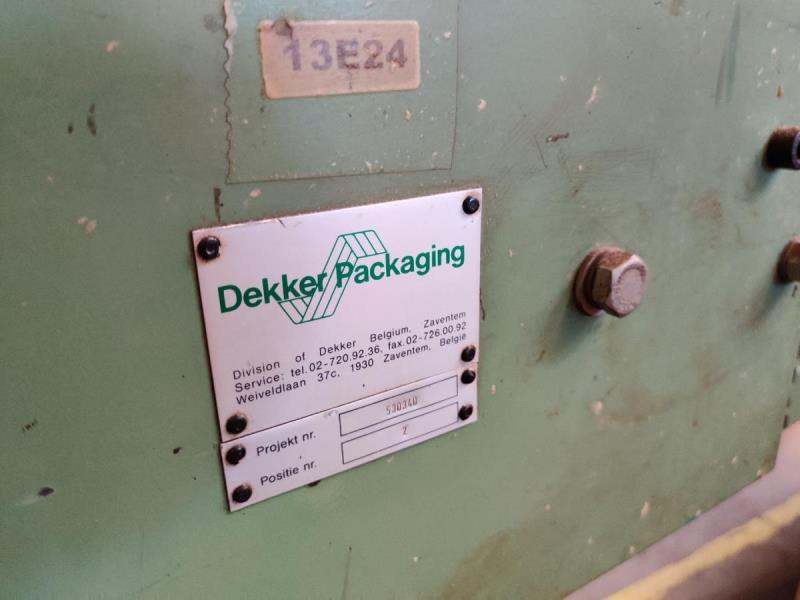 13E24
Dekker Packaging
Division of Dekker Belgium, Zaventem
Service: tel. 02-720.92.36, fax. 02-726.00.92
Weiveldlaan 37c, 1930 Zaventem, België
Projekt nr. 530340
Positie nr. 2